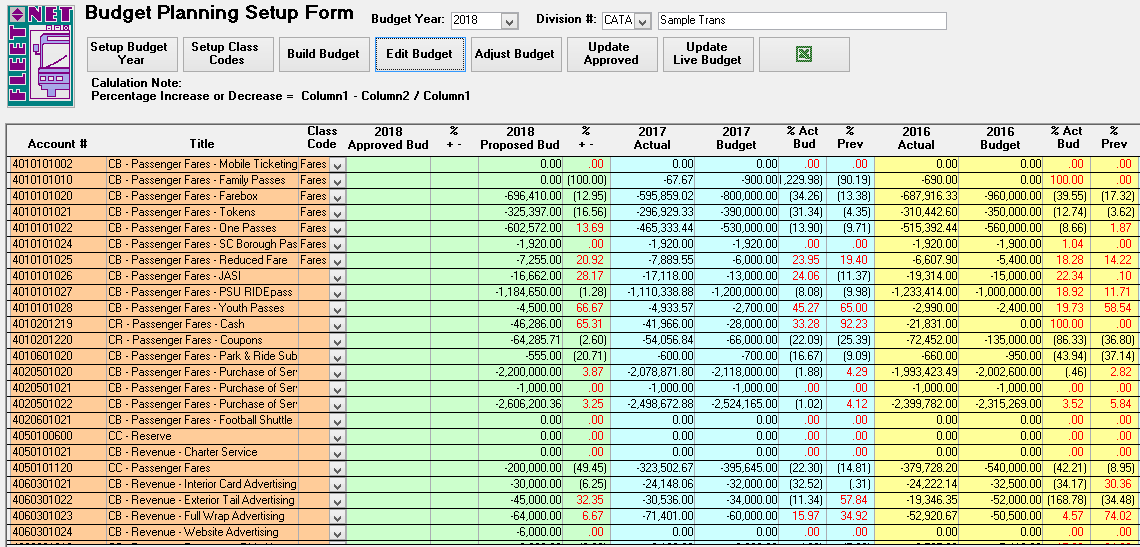 FLEET NET
Budget Planning Setup Form
Budget Year: 2018 Division #: CATA Sample Trans
Setup Budget Year Setup Class Codes Build Budget Edit Budget Adjust Budget Update Approved Update Live Budget
Calulation Note:
Percentage Increase or Decrease = Column1 - Column2 / Column1
Account # Title Class Code 2018 Approved Bud % + - 2018 Proposed Bud % + - 2017 Actual 2017 Budget % Act Bud % Prev 2016 Actual 2016 Budget % Act Bud % Prev
4010101002 CB - Passenger Fares - Mobile Ticketing Fares 0.00 .00 0.00 0.00 .00 .00 0.00 0.00 .00 .00
4010101010 CB - Passenger Fares - Family Passes Fares 0.00 (100.00) -67.67 -900.00 ,229.98) (90.19) -690.00 0.00 100.00 .00
4010101020 CB - Passenger Fares - Farebox Fares -696,410.00 (12.95) -595,859.02 -800,000.00 (34.26) (13.38) -687,916.33 -960,000.00 (39.55) (17.32)
4010101021 CB - Passenger Fares - Tokens Fares -325,397.00 (16.56) -296,929.33 -390,000.00 (31.34) (4.35) -310,442.60 -350,000.00 (12.74) (3.62)
4010101022 CB - Passenger Fares - One Passes Fares -602,572.00 13.69 -465,333.44 -530,000.00 (13.90) (9.71) -515,392.44 -560,000.00 (8.66) 1.87
4010101024 CB - Passenger Fares - SC Borough Pas Fares -1,920.00 .00 -1,920.00 -1,920.00 .00 .00 -1,920.00 -1,900.00 1.04 .00
4010101025 CB - Passenger Fares - Reduced Fare Fares -7,255.00 20.92 -7,889.55 -6,000.00 23.95 19.40 -6,607.90 -5,400.00 18.28 14.22
4010101026 CB - Passenger Fares - JASI -16,662.00 28.17 -17,118.00 -13,000.00 24.06 (11.37) -19,314.00 -15,000.00 22.34 .10
4010101027 CB - Passenger Fares - PSU RIDEpass -1,184,650.00 (1.28) -1,110,338.88 -1,200,000.00 (8.08) (9.98) -1,233,414.00 -1,000,000.00 18.92 11.71
4010101028 CB - Passenger Fares - Youth Passes -4,500.00 66.67 -4,933.57 -2,700.00 45.27 65.00 -2,990.00 -2,400.00 19.73 58.54
4010201219 CR - Passenger Fares - Cash -46,286.00 65.31 -41,966.00 -28,000.00 33.28 92.23 -21,831.00 0.00 100.00 .00
4010201220 CR - Passenger Fares - Coupons -64,285.71 (2.60) -54,056.84 -66,000.00 (22.09) (25.39) -72,452.00 -135,000.00 (86.33) (36.80)
4010601020 CB - Passenger Fares - Park & Ride Sub -555.00 (20.71) -600.00 -700.00 (16.67) (9.09) -660.00 -950.00 (43.94) (37.14)
4020501020 CB - Passenger Fares - Purchase of Ser -2,200,000.00 3.87 -2,078,871.80 -2,118,000.00 (1.88) 4.29 -1,993,423.49 -2,002,600.00 (.46) 2.82
4020501021 CB - Passenger Fares - Purchase of Ser -1,000.00 .00 -1,000.00 -1,000.00 .00 .00 -1,000.00 -1,000.00 .00 .00
4020501022 CB - Passenger Fares - Purchase of Ser -2,606,200.36 3.25 -2,498,672.88 -2,524,165.00 (1.02) 4.12 -2,399,782.00 -2,315,269.00 3.52 5.84
4020601021 CB - Passenger Fares - Football Shuttle 0.00 .00 0.00 0.00 .00 .00 0.00 0.00 .00 .00
4050100600 CC - Reserve 0.00 .00 0.00 0.00 .00 .00 0.00 0.00 .00 .00
4050101021 CB - Revenue - Charter Service 0.00 .00 0.00 0.00 .00 .00 0.00 0.00 .00 .00
4050101120 CC - Passenger Fares -200,000.00 (49.45) -323,502.67 -395,645.00 (22.30) (14.81) -379,728.20 -540,000.00 (42.21) (8.95)
4060301021 CB - Revenue - Interior Card Advertising -30,000.00 (6.25) -24,148.06 -32,000.00 (32.52) (.31) -24,222.14 -32,500.00 (34.17) 30.36
4060301022 CB - Revenue - Exterior Tail Advertising -45,000.00 32.35 -30,536.00 -34,000.00 (11.34) 57.84 -19,346.35 -52,000.00 (168.78) (34.48)
4060301023 CB - Revenue - Full Wrap Advertising -64,000.00 6.67 -71,401.00 -60,000.00 15.97 34.92 -52,920.67 -50,500.00 4.57 74.02
4060301024 CB - Revenue - Website Advertising -6,000.00 .00 0.00 0.00 .00 .00 0.00 0.00 .00 .00